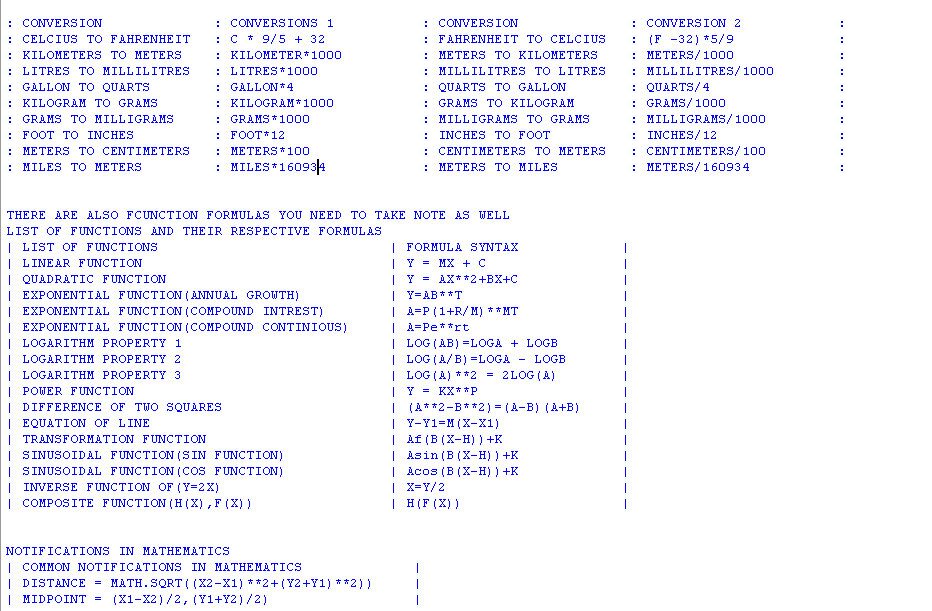 : CONVERSION : CONVERSIONS 1 : CONVERSION : CONVERSION 2 :
: CELCIUS TO FAHRENHEIT : C * 9/5 + 32 : FAHRENHEIT TO CELCIUS : (F -32)*5/9 :
: KILOMETERS TO METERS : KILOMETER*1000 : METERS TO KILOMETERS : METERS/1000 :
: LITRES TO MILLILITRES : LITRES*1000 : MILLILITRES TO LITRES : MILLILITRES/1000 :
: GALLON TO QUARTS : GALLON*4 : QUARTS TO GALLON : QUARTS/4 :
: KILOGRAM TO GRAMS : KILOGRAM*1000 : GRAMS TO KILOGRAM : GRAMS/1000 :
: GRAMS TO MILLIGRAMS : GRAMS*1000 : MILLIGRAMS TO GRAMS : MILLIGRAMS/1000 :
: FOOT TO INCHES : FOOT*12 : INCHES TO FOOT : INCHES/12 :
: METERS TO CENTIMETERS : METERS*100 : CENTIMETERS TO METERS : CENTIMETERS/100 :
: MILES TO METERS : MILES*160934 : METERS TO MILES : METERS/160934 :
THERE ARE ALSO FCUNCTION FORMULAS YOU NEED TO TAKE NOTE AS WELL
LIST OF FUNCTIONS AND THEIR RESPECTIVE FORMULAS
| LIST OF FUNCTIONS | FORMULA SYNTAX |
| LINEAR FUNCTION | Y = MX + C |
| QUADRATIC FUNCTION | Y = AX**2+BX+C |
| EXPONENTIAL FUNCTION(ANNUAL GROWTH) | Y=AB**T |
| EXPONENTIAL FUNCTION(COMPOUND INTREST) | A=P(1+R/M)**MT |
| EXPONENTIAL FUNCTION(COMPOUND CONTINIOUS) | A=Pe**rt |
| LOGARITHM PROPERTY 1 | LOG(AB)=LOGA + LOGB |
| LOGARITHM PROPERTY 2 | LOG(A/B)=LOGA - LOGB |
| LOGARITHM PROPERTY 3 | LOG(A)**2 = 2LOG(A) |
| POWER FUNCTION | Y = KX**P |
| DIFFERENCE OF TWO SQUARES | (A**2-B**2)=(A-B)(A+B) |
| EQUATION OF LINE | Y-Y1=M(X-X1) |
| TRANSFORMATION FUNCTION | Af(B(X-H))+K |
| SINUSOIDAL FUNCTION(SIN FUNCTION) | Asin(B(X-H))+K |
| SINUSOIDAL FUNCTION(COS FUNCTION) | Acos(B(X-H))+K |
| INVERSE FUNCTION OF(Y=2X) | X=Y/2 |
| COMPOSITE FUNCTION(H(X),F(X)) | H(F(X)) |
NOTIFICATIONS IN MATHEMATICS
| COMMON NOTIFICATIONS IN MATHEMATICS |
| DISTANCE = MATH.SQRT((X2-X1)**2+(Y2+Y1)**2)) |
| MIDPOINT = (X1-X2)/2,(Y1+Y2)/2) |